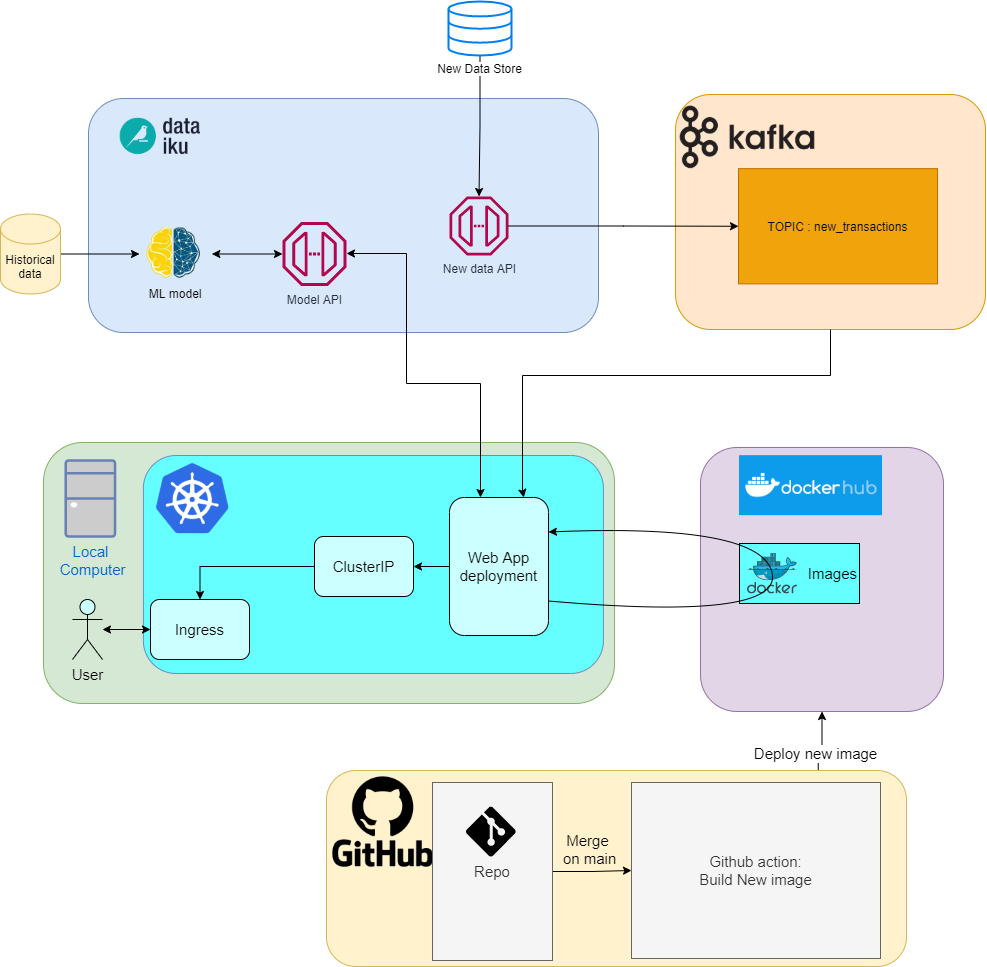 New Data Store
data
iku
kafka
TOPIC : new_transactions
Historical
data
ML model
Model API
New data API
Local
Computer
User
Ingress
ClusterIP
Web App
deployment
dockerhub
docker
Images
Deploy new image
GitHub
Repo
Merge
on main
Github action:
Build New image